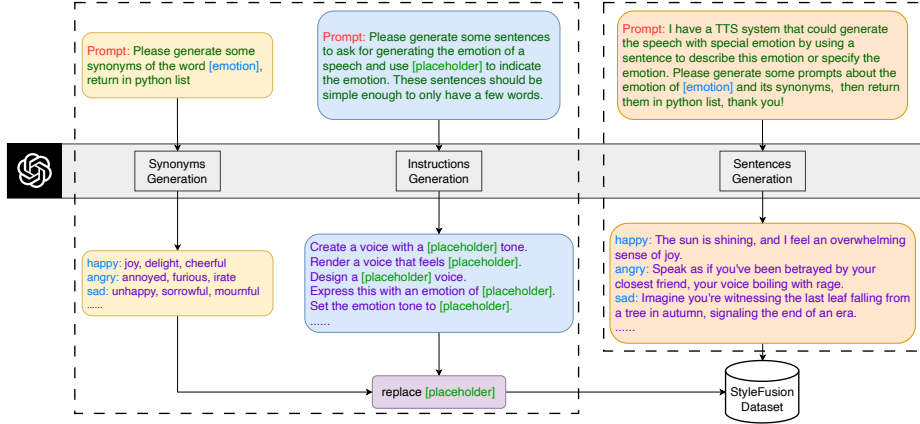 Prompt: Please generate some
synonyms of the word [emotion],
return in python list
Prompt: Please generate some sentences
to ask for generating the emotion of a
speech and use [placeholder] to indicate
the emotion. These sentences should be
simple enough to only have a few words.
Prompt: I have a TTS system that could generate
the speech with special emotion by using a
sentence to describe this emotion or specify the
emotion. Please generate some prompts about the
emotion of [emotion] and its synonyms, then return
them in python list, thank you!
Synonyms
Generation
Instructions
Generation
Sentences
Generation
happy: joy, delight, cheerful
angry: annoyed, furious, irate
sad: unhappy, sorrowful, mournful
......
Create a voice with a [placeholder] tone.
Render a voice that feels [placeholder].
Design a [placeholder] voice.
Express this with an emotion of [placeholder].
Set the emotion tone to [placeholder].
......
happy: The sun is shining, and I feel an overwhelming
sense of joy.
angry: Speak as if you've been betrayed by your
closest friend, your voice boiling with rage.
sad: Imagine you're witnessing the last leaf falling from
a tree in autumn, signaling the end of an era.
......
replace [placeholder]
StyleFusion
Dataset